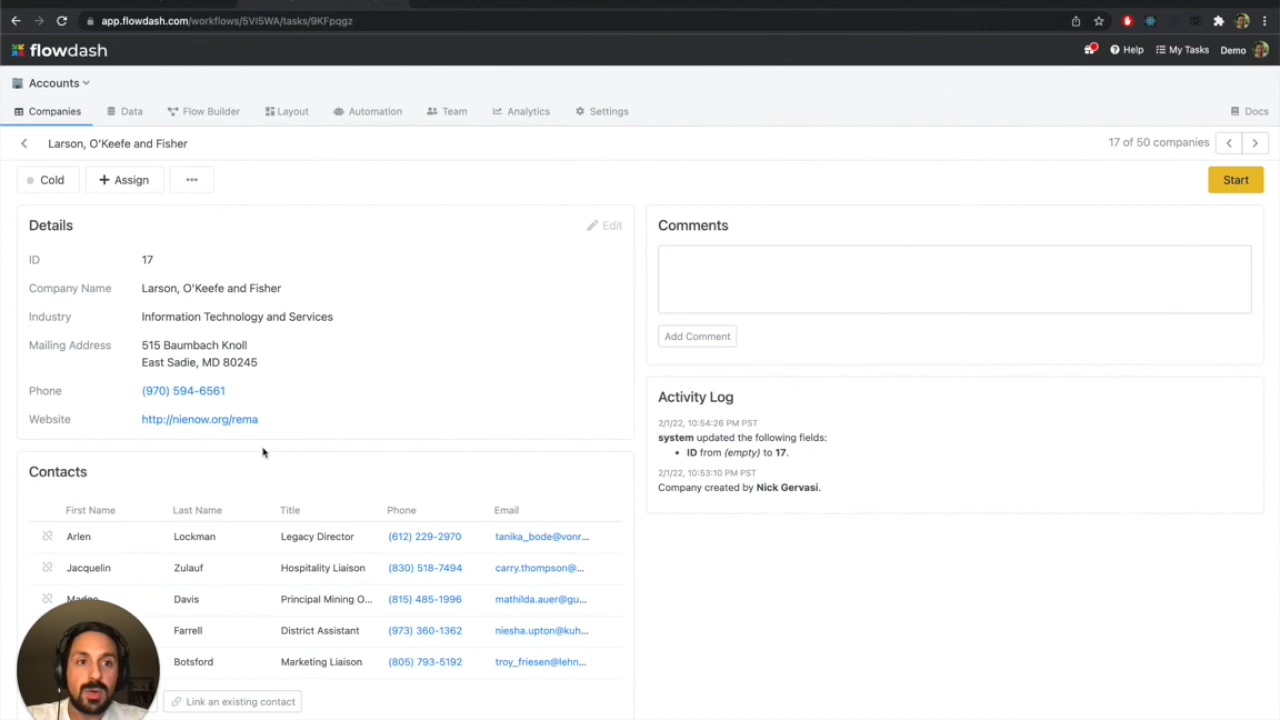 app.flowdash.com/workflows/5VI5WA/tasks/9KFpqgz
flowdash
Help
My Tasks
Demo
Accounts
Companies
Data
Flow Builder
Layout
Automation
Team
Analytics
Settings
Docs
Larson, O'Keefe and Fisher
17 of 50 companies
Cold
+ Assign
Start
Details
Edit
ID 17
Company Name Larson, O'Keefe and Fisher
Industry Information Technology and Services
Mailing Address 515 Baumbach Knoll
East Sadie, MD 80245
Phone (970) 594-6561
Website http://nienow.org/rema
Comments
Add Comment
Activity Log
2/1/22, 10:54:26 PM PST
system updated the following fields:
• ID from (empty) to 17.
2/1/22, 10:53:10 PM PST
Company created by Nick Gervasi.
Contacts
First Name Last Name Title Phone Email
Arlen Lockman Legacy Director (612) 229-2970 tanika_bode@vonr...
Jacquelin Zulauf Hospitality Liaison (830) 518-7494 carry.thompson@...
Davis Principal Mining O... (815) 485-1996 mathilda.auer@gu...
Farrell District Assistant (973) 360-1362 niesha.upton@kuh...
Botsford Marketing Liaison (805) 793-5192 troy_friesen@lehn...
Link an existing contact